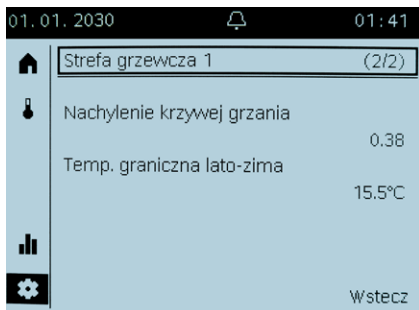 01. 01. 2030 01:41
Strefa grzewcza 1 (2/2)
Nachylenie krzywej grzania
0.38
Temp. graniczna lato-zima
15.5°C
Wstecz